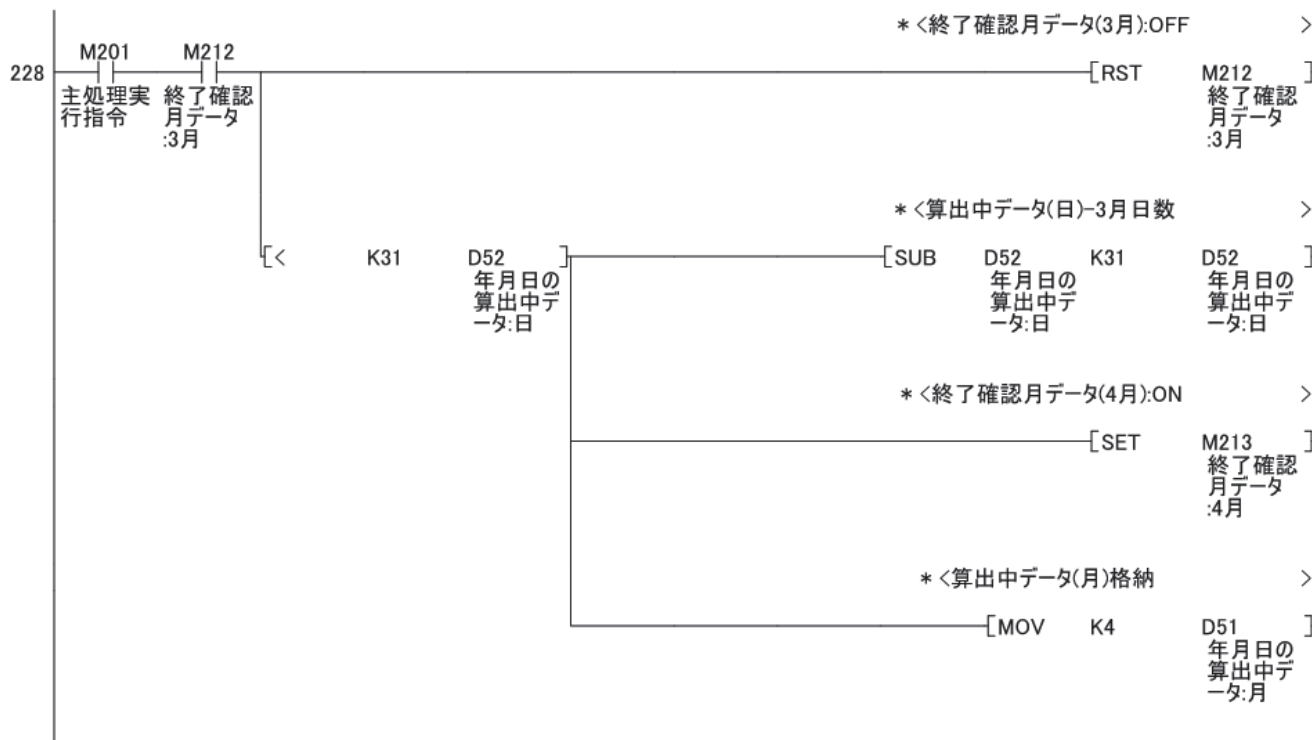 * <終了確認月データ(3月):OFF >
M201 M212
228 [RST M212 ]
主処理実 終了確認 終了確認
行指令 月データ 月データ
:3月 :3月
* <算出中データ(日)-3月日数 >
[< K31 D52 ] [SUB D52 K31 D52 ]
年月日の 年月日の 年月日の
算出中デ 算出中デ 算出中デ
ータ:日 ータ:日 ータ:日
* <終了確認月データ(4月):ON >
[SET M213 ]
終了確認
月データ
:4月
* <算出中データ(月)格納 >
[MOV K4 D51 ]
年月日の
算出中デ
ータ:月